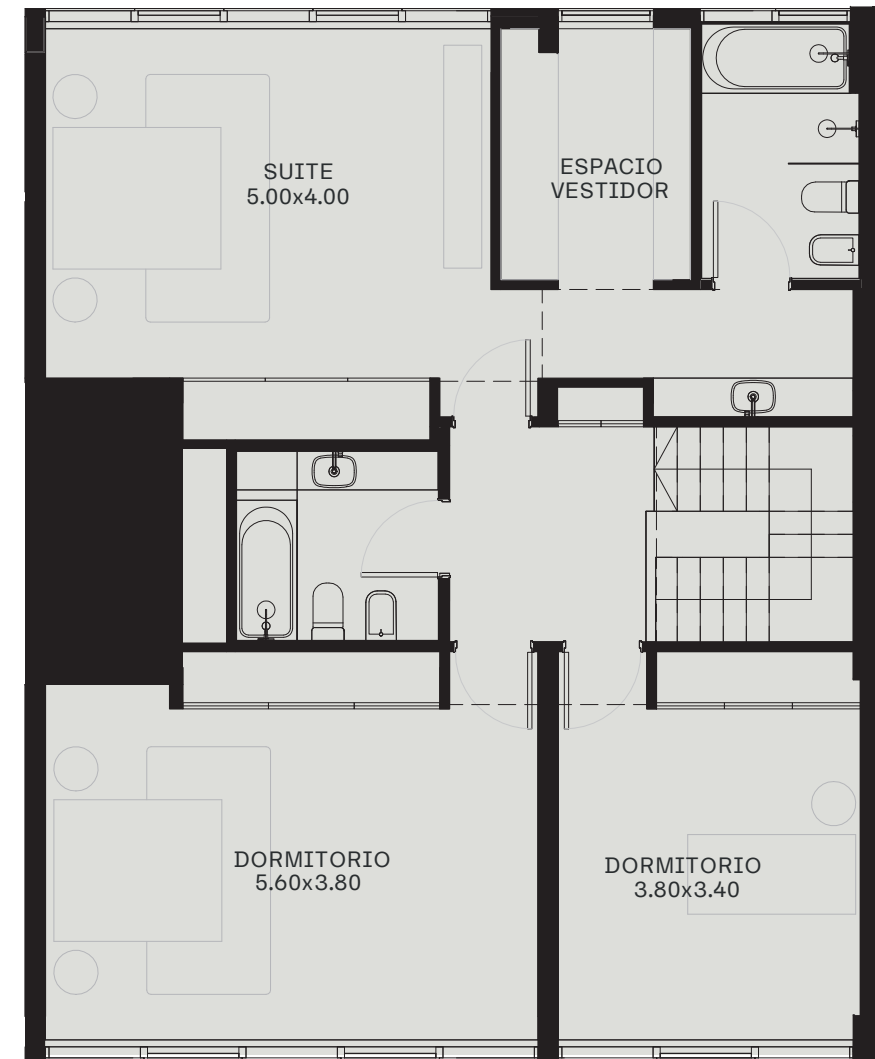 SUITE
5.00x4.00
ESPACIO
VESTIDOR
DORMITORIO
5.60x3.80
DORMITORIO
3.80x3.40